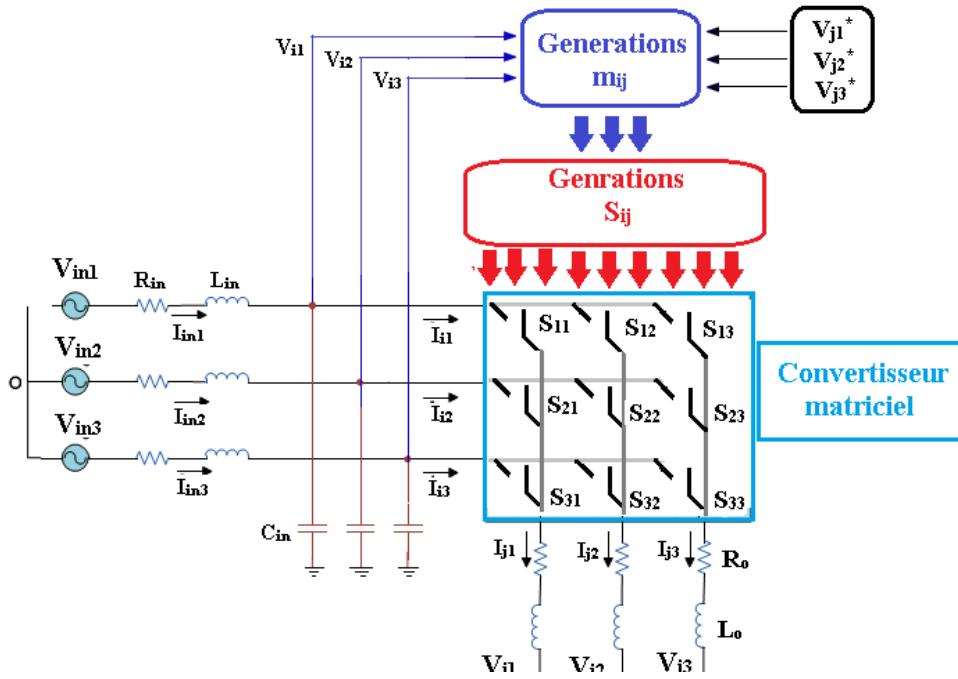 Vj1*
Vj2*
Vj3*
Generations
mij
Vi1
Vi2
Vi3
Genrations
Sij
Vin1
Rin
Lin
Iin1
Ii1
S11
S12
S13
Vin2
O
Iin2
Ii2
S21
S22
S23
Convertisseur
matriciel
Vin3
Iin3
Ii3
S31
S32
S33
Cin
Ij1
Ij2
Ij3
Ro
Lo
Vj1
Vj2
Vj3